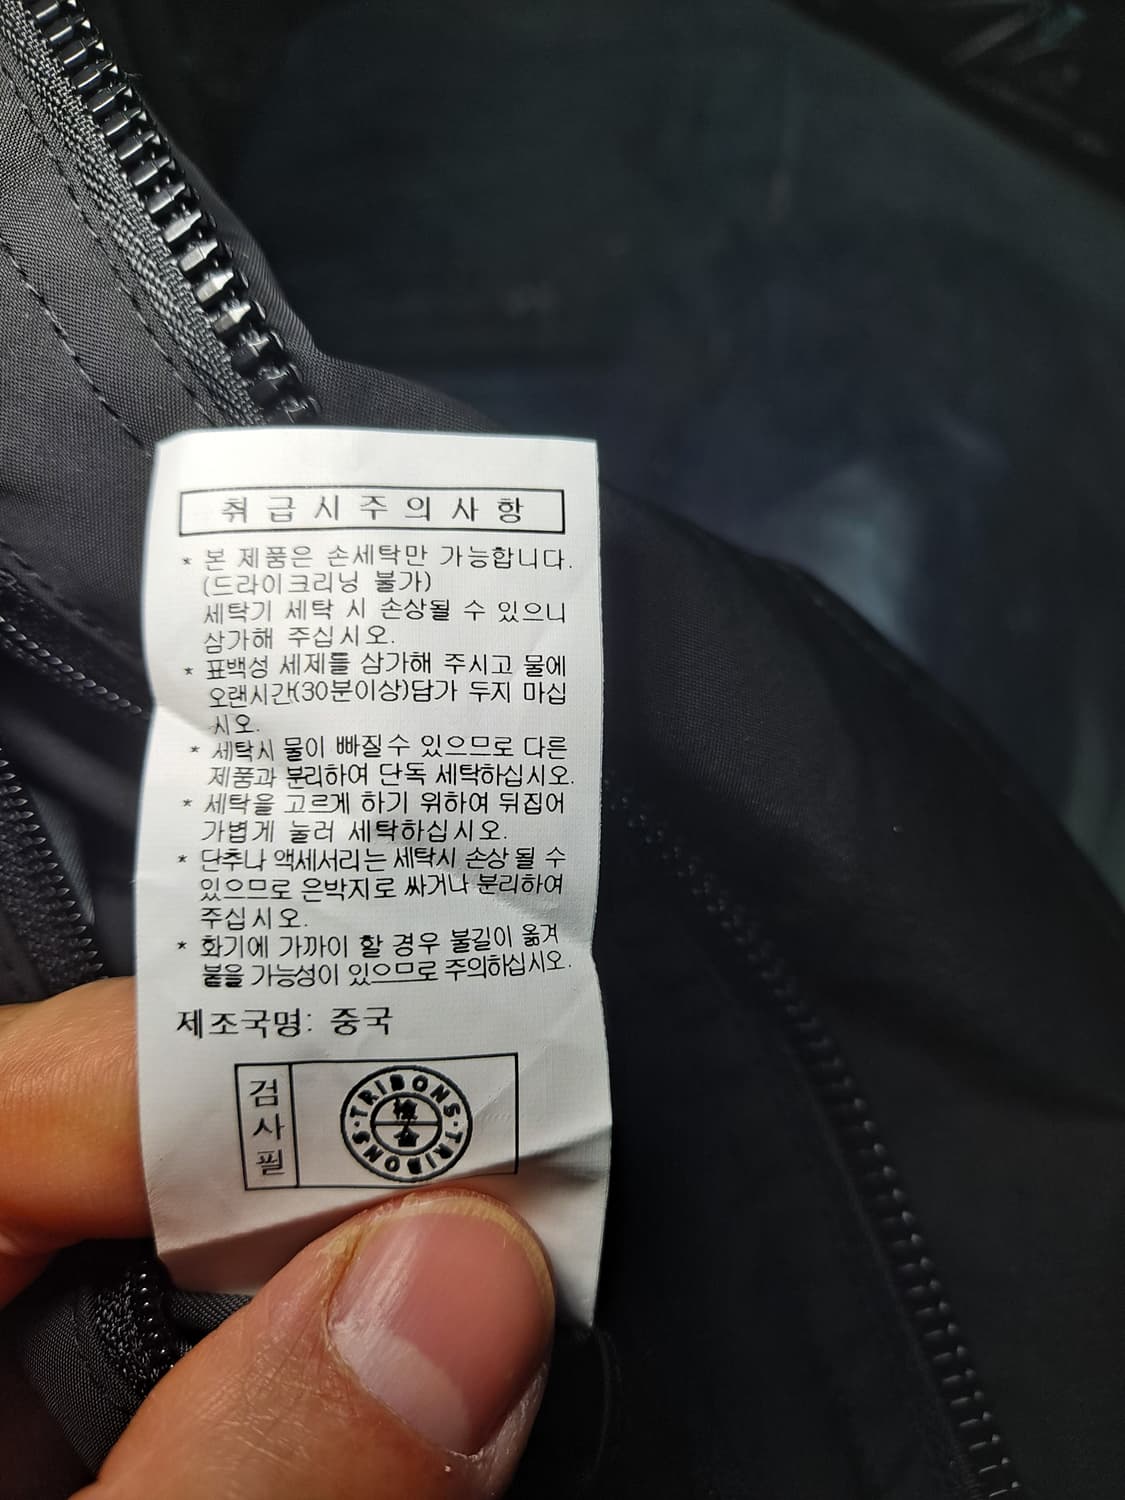 취급시주의사항
* 본 제품은 손세탁만 가능합니다.
(드라이크리닝 불가)
세탁기 세탁 시 손상될 수 있으니
삼가해 주십시오.
* 표백성 세제를 삼가해 주시고 물에
오랜시간(30분이상)담가 두지 마십
시오.
* 세탁시 물이 빠질수 있으므로 다른
제품과 분리하여 단독 세탁하십시오.
* 세탁을 고르게 하기 위하여 뒤집어
가볍게 눌러 세탁하십시오.
* 단추나 액세서리는 세탁시 손상 될 수
있으므로 은박지로 싸거나 분리하여
주십시오.
* 화기에 가까이 할 경우 불길이 옮겨
붙을 가능성이 있으므로 주의하십시오.
제조국명: 중국
검사필
TRIBONS · TRIBONS